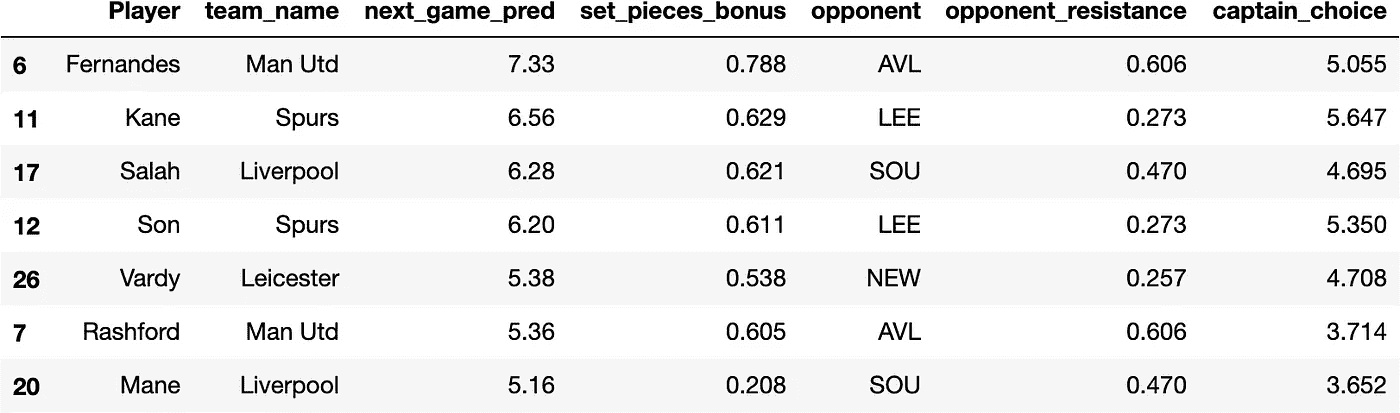 Player team_name next_game_pred set_pieces_bonus opponent opponent_resistance captain_choice
6 Fernandes Man Utd 7.33 0.788 AVL 0.606 5.055
11 Kane Spurs 6.56 0.629 LEE 0.273 5.647
17 Salah Liverpool 6.28 0.621 SOU 0.470 4.695
12 Son Spurs 6.20 0.611 LEE 0.273 5.350
26 Vardy Leicester 5.38 0.538 NEW 0.257 4.708
7 Rashford Man Utd 5.36 0.605 AVL 0.606 3.714
20 Mane Liverpool 5.16 0.208 SOU 0.470 3.652